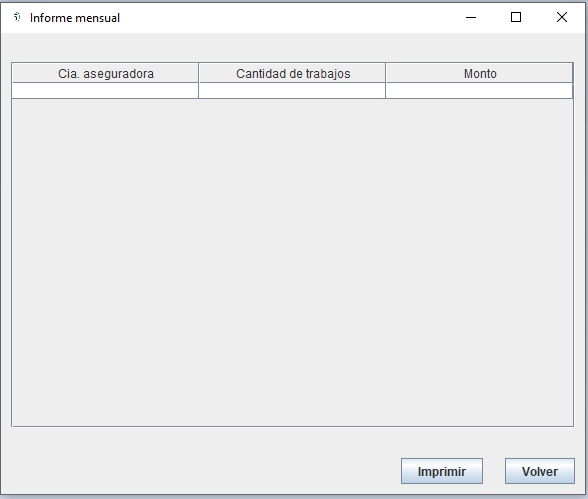 Informe mensual
Cia. aseguradora Cantidad de trabajos Monto
Imprimir Volver